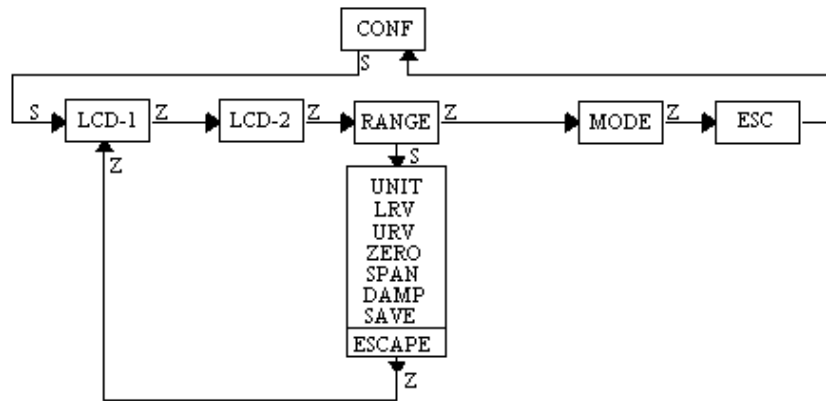 CONF
S
S LCD-1 Z LCD-2 Z RANGE Z MODE Z ESC
Z S
UNIT
LRV
URV
ZERO
SPAN
DAMP
SAVE
ESCAPE
Z